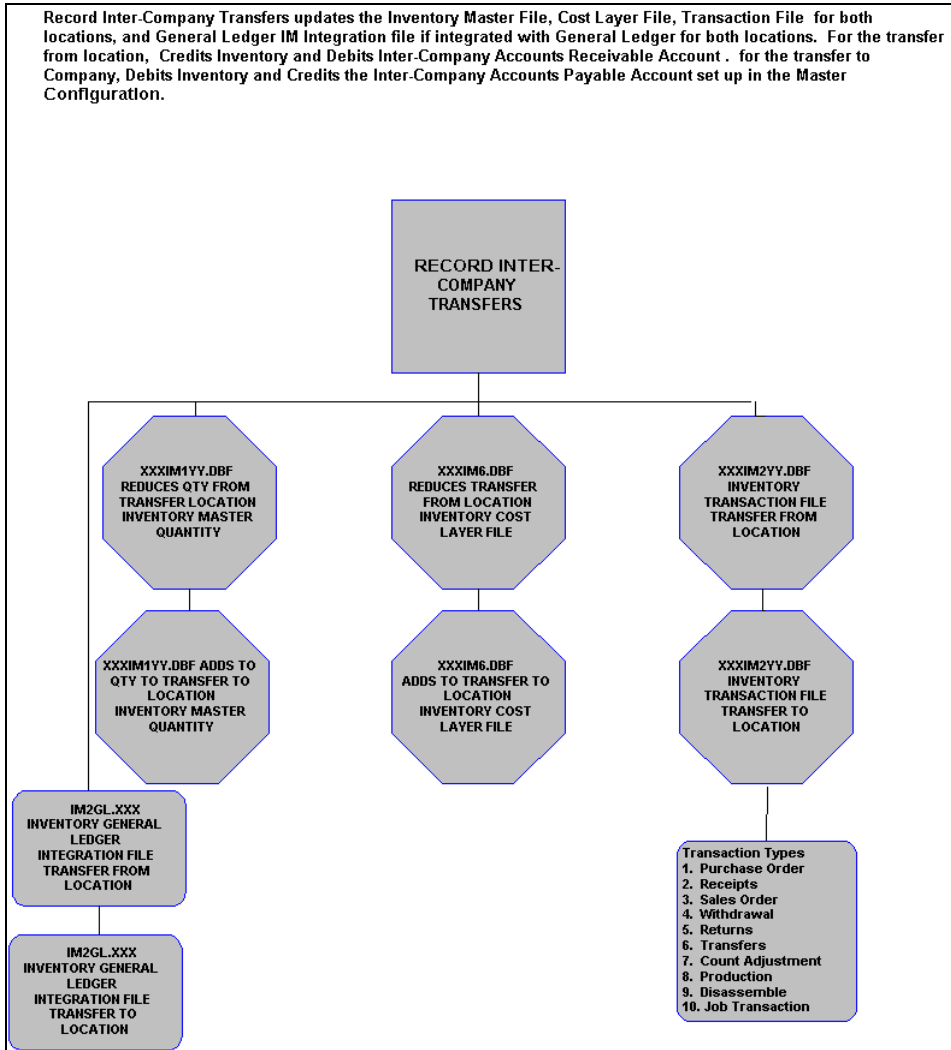 Record Inter-Company Transfers updates the Inventory Master File, Cost Layer File, Transaction File  for both
locations, and General Ledger IM Integration file if integrated with General Ledger for both locations.  For the transfer
from location,  Credits Inventory and Debits Inter-Company Accounts Receivable Account .  for the transfer to
Company, Debits Inventory and Credits the Inter-Company Accounts Payable Account set up in the Master
Configuration.
RECORD INTER-
COMPANY
TRANSFERS
XXXIM1YY.DBF
REDUCES QTY FROM
TRANSFER LOCATION
INVENTORY MASTER
QUANTITY
XXXIM6.DBF
REDUCES TRANSFER
FROM LOCATION
INVENTORY COST
LAYER FILE
XXXIM2YY.DBF
INVENTORY
TRANSACTION FILE
TRANSFER FROM
LOCATION
XXXIM1YY.DBF ADDS TO
QTY TO TRANSFER TO
LOCATION
INVENTORY MASTER
QUANTITY
XXXIM6.DBF
ADDS TO TRANSFER TO
LOCATION
INVENTORY COST
LAYER FILE
XXXIM2YY.DBF
INVENTORY
TRANSACTION FILE
TRANSFER TO
LOCATION
IM2GL.XXX
INVENTORY GENERAL
LEDGER
INTEGRATION FILE
TRANSFER FROM
LOCATION
IM2GL.XXX
INVENTORY GENERAL
LEDGER
INTEGRATION FILE
TRANSFER TO
LOCATION
Transaction Types
1.  Purchase Order
2.  Receipts
3.  Sales Order
4.  Withdrawal
5.  Returns
6.  Transfers
7.  Count Adjustment
8.  Production
9.  Disassemble
10. Job Transaction